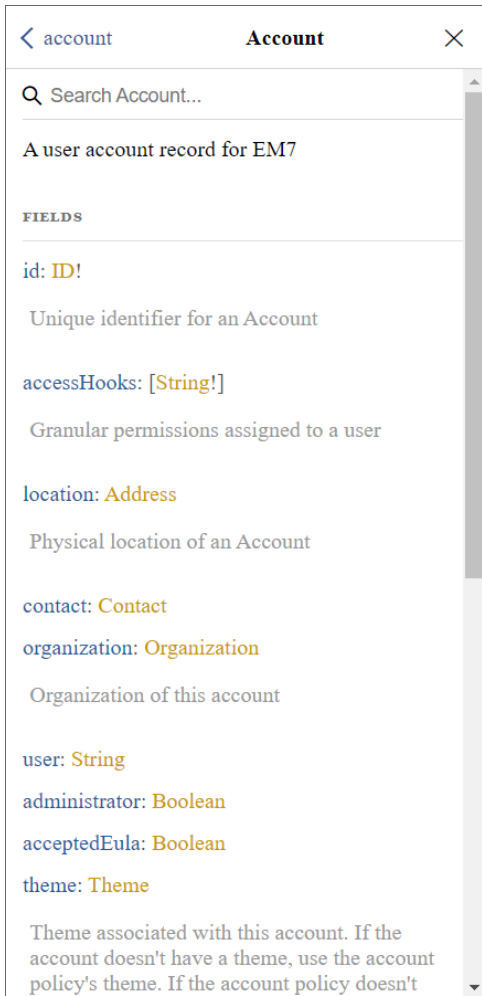 account
Account
Search Account...
A user account record for EM7
FIELDS
id: ID!
Unique identifier for an Account
accessHooks: [String!]
Granular permissions assigned to a user
location: Address
Physical location of an Account
contact: Contact
organization: Organization
Organization of this account
user: String
administrator: Boolean
acceptedEula: Boolean
theme: Theme
Theme associated with this account. If the
account doesn't have a theme, use the account
policy's theme. If the account policy doesn't